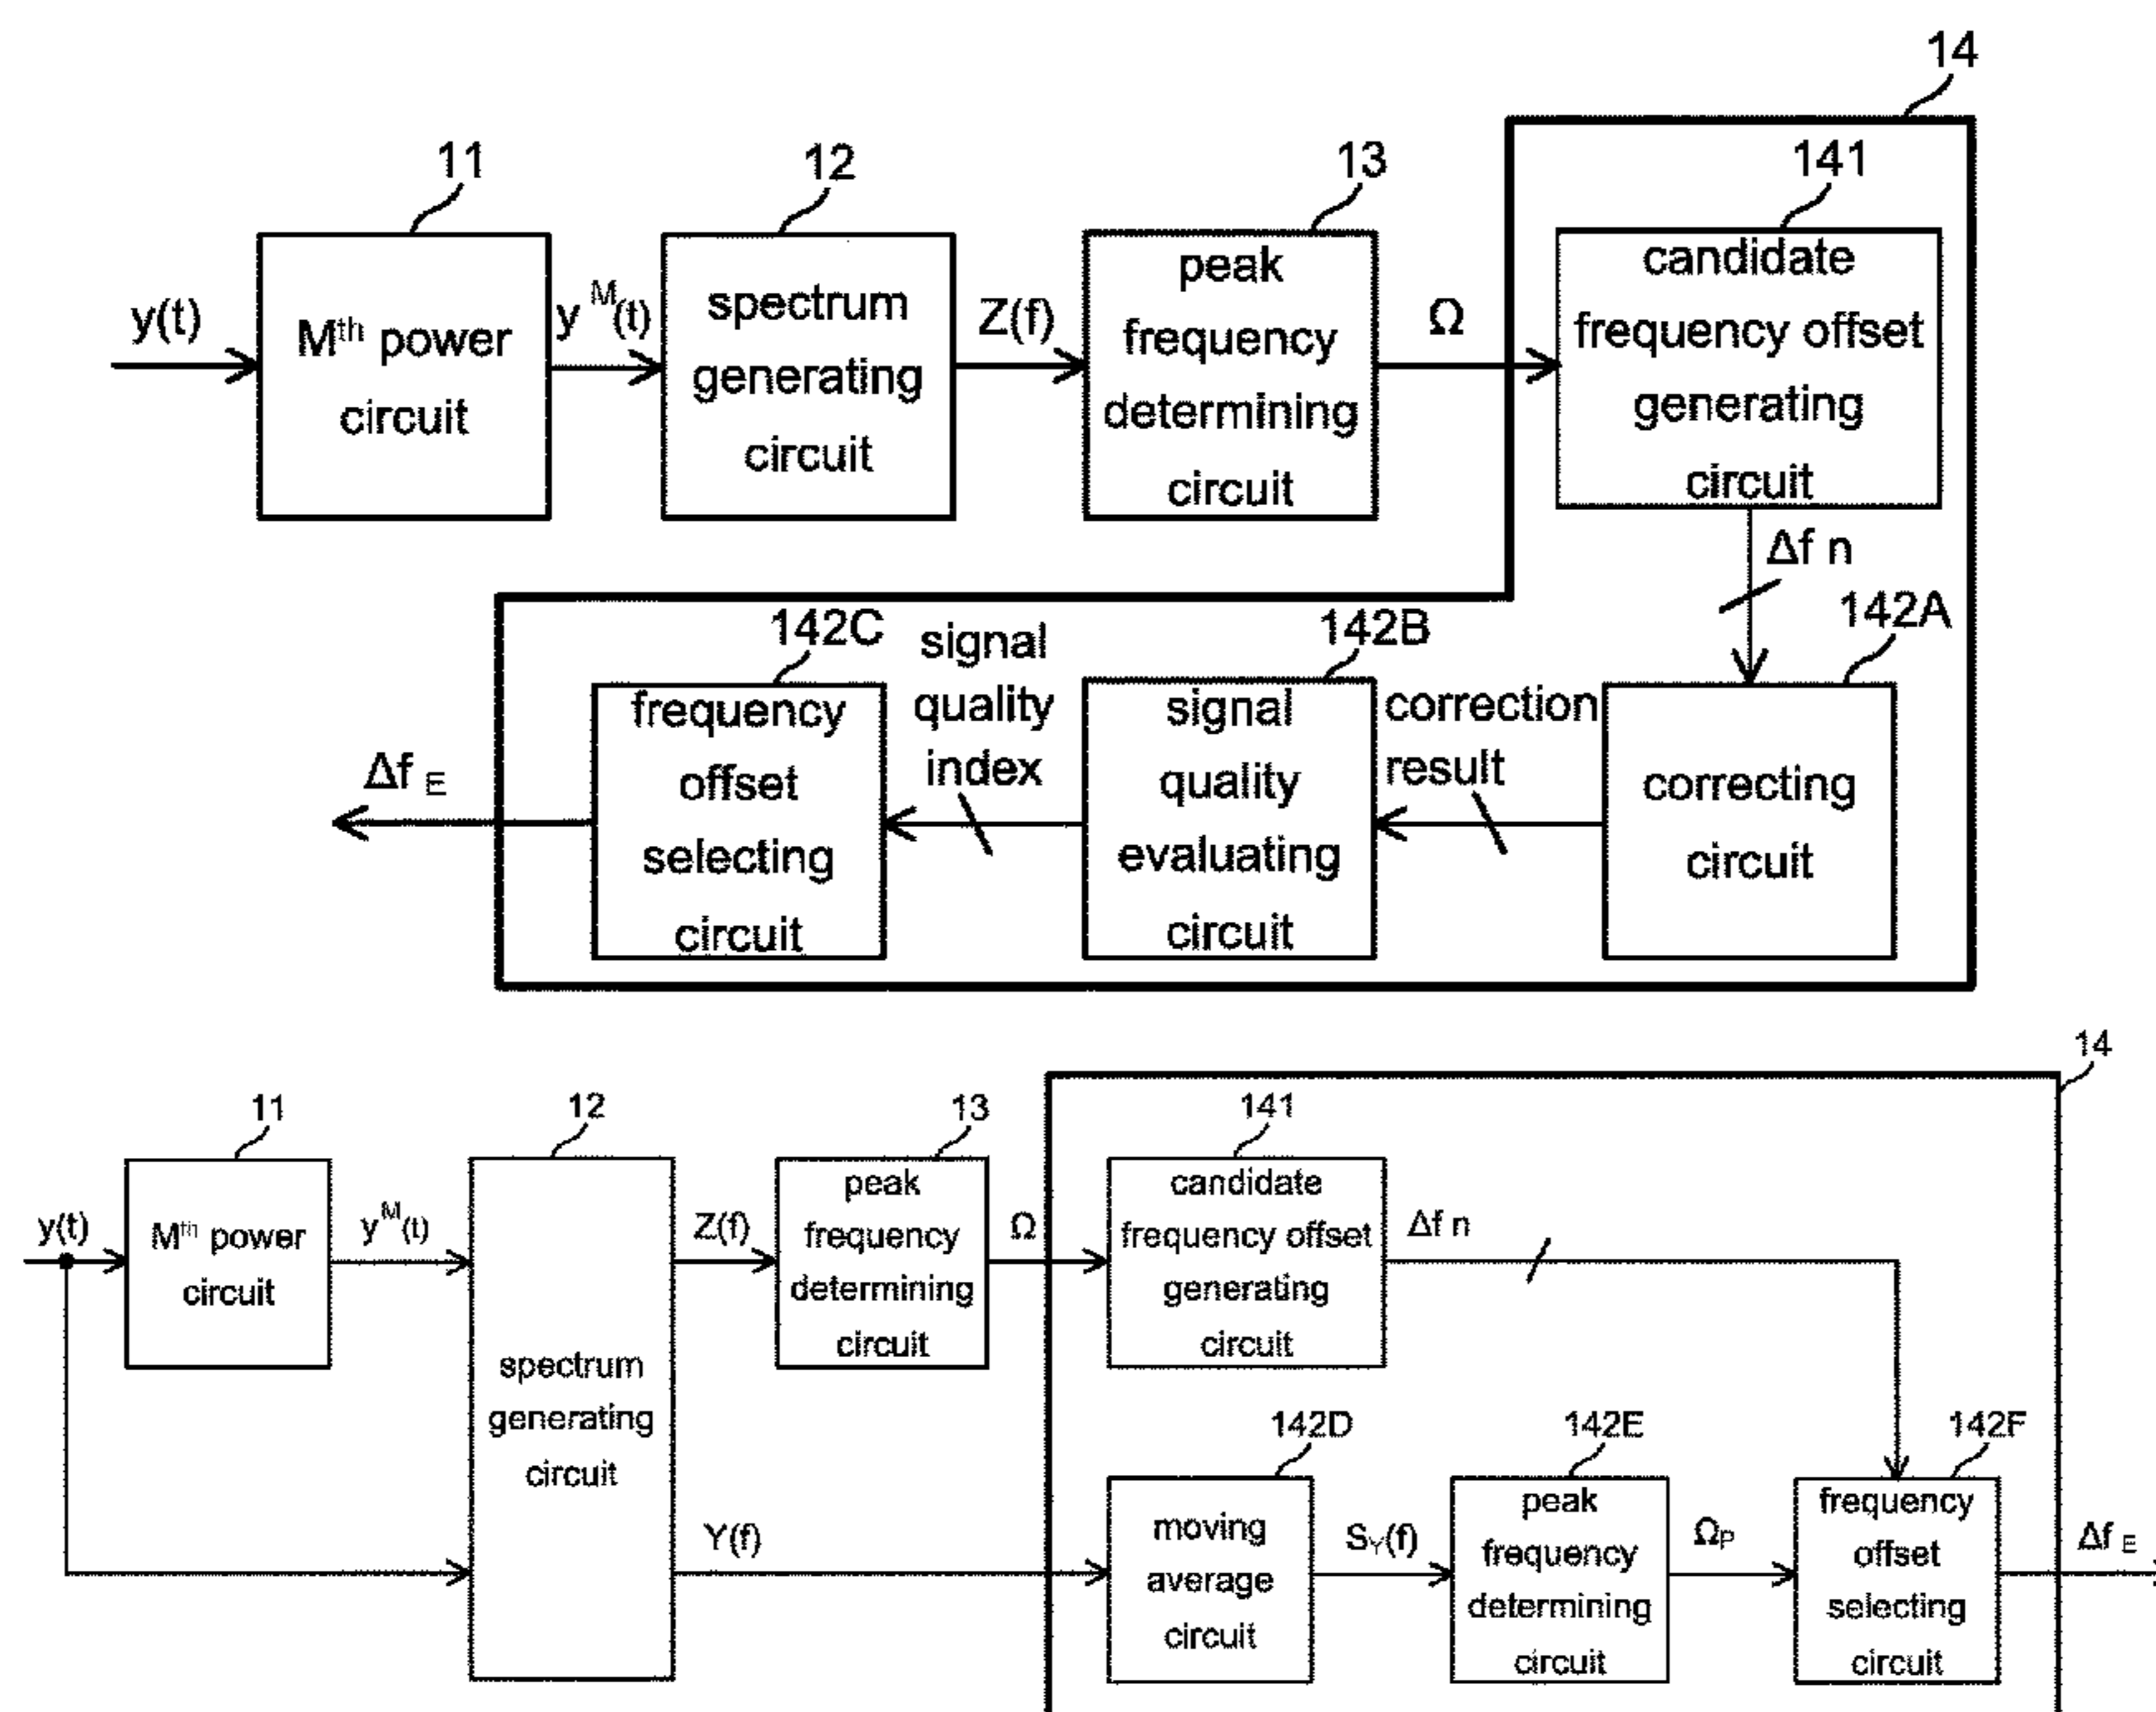 14
11
12
13
141
y(t)
Mth power
circuit
y M(t)
spectrum
generating
circuit
Z(f)
peak
frequency
determining
circuit
Ω
candidate
frequency offset
generating
circuit
Δf n
142A
correcting
circuit
correction
result
142B
signal
quality
evaluating
circuit
signal
quality
index
142C
frequency
offset
selecting
circuit
Δf E
14
11
12
13
141
y(t)
Mth power
circuit
yM(t)
spectrum
generating
circuit
Z(f)
peak
frequency
determining
circuit
Ω
candidate
frequency offset
generating
circuit
Δf n
Y(f)
142D
moving
average
circuit
SY(f)
142E
peak
frequency
determining
circuit
ΩP
142F
frequency
offset
selecting
circuit
Δf E